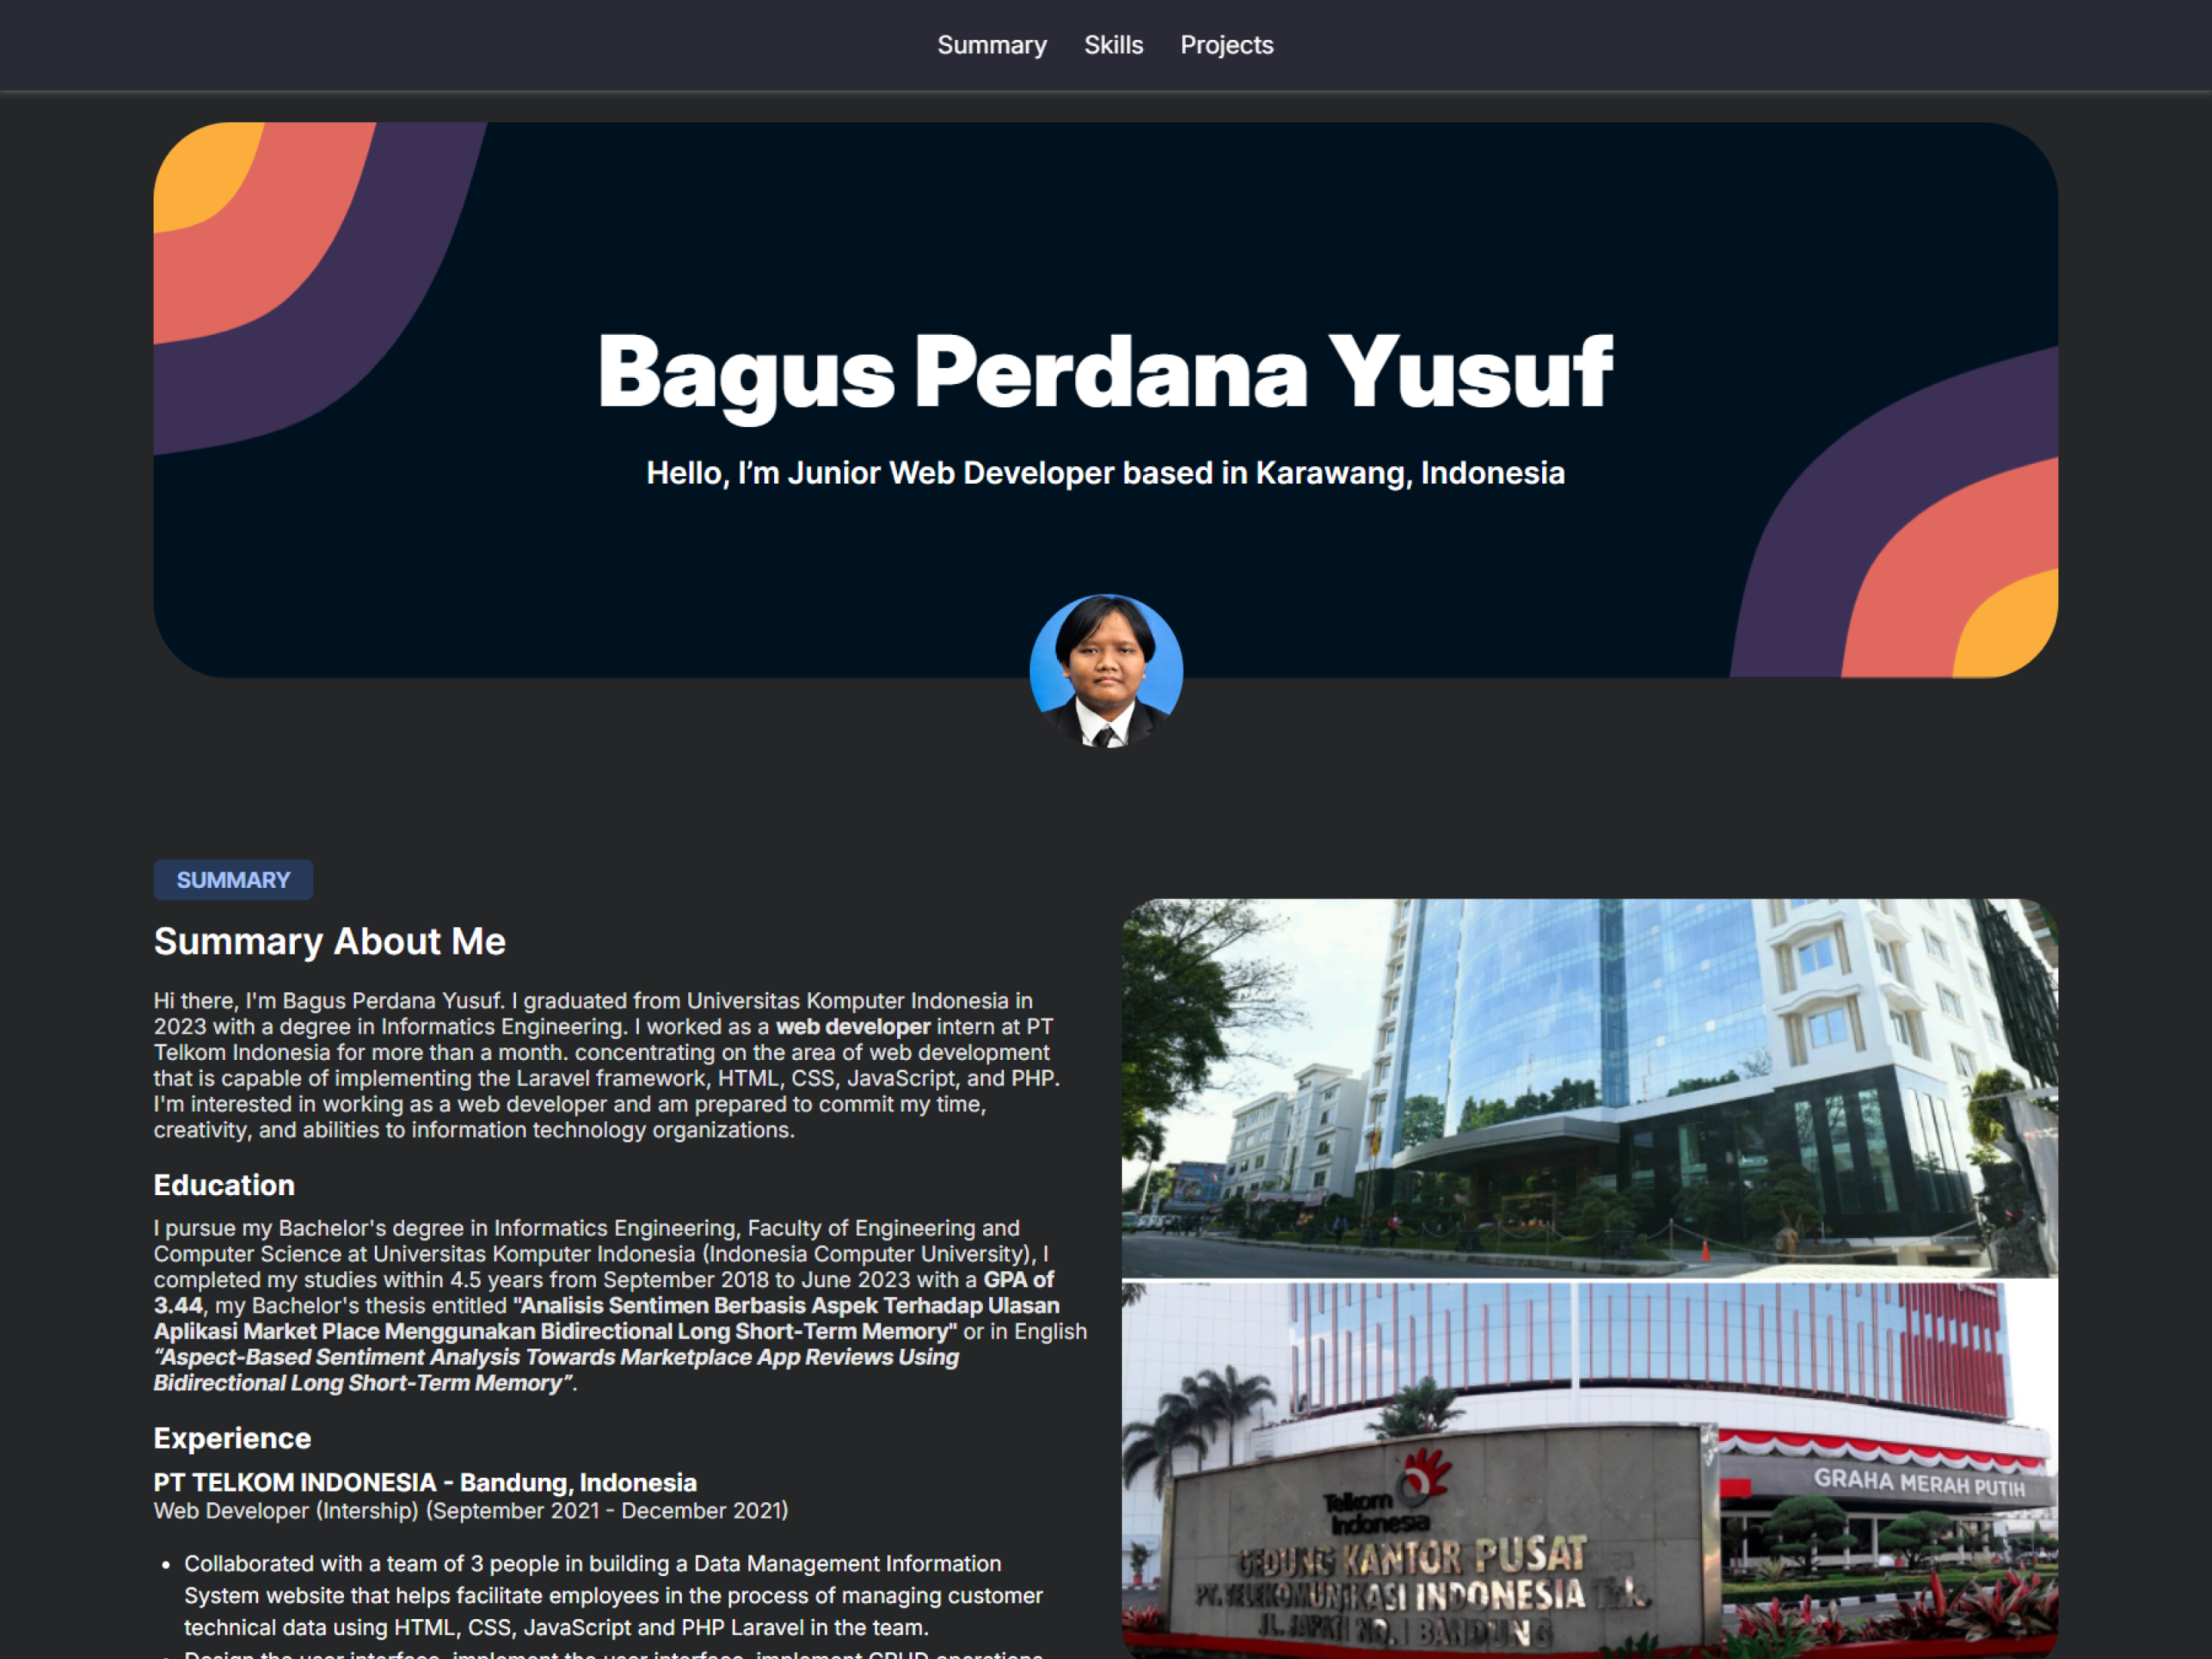 Summary Skills Projects
Bagus Perdana Yusuf
Hello, I’m Junior Web Developer based in Karawang, Indonesia
SUMMARY
Summary About Me
Hi there, I'm Bagus Perdana Yusuf. I graduated from Universitas Komputer Indonesia in
2023 with a degree in Informatics Engineering. I worked as a web developer intern at PT
Telkom Indonesia for more than a month. concentrating on the area of web development
that is capable of implementing the Laravel framework, HTML, CSS, JavaScript, and PHP.
I'm interested in working as a web developer and am prepared to commit my time,
creativity, and abilities to information technology organizations.
Education
I pursue my Bachelor's degree in Informatics Engineering, Faculty of Engineering and
Computer Science at Universitas Komputer Indonesia (Indonesia Computer University), I
completed my studies within 4.5 years from September 2018 to June 2023 with a GPA of
3.44, my Bachelor's thesis entitled "Analisis Sentimen Berbasis Aspek Terhadap Ulasan
Aplikasi Market Place Menggunakan Bidirectional Long Short-Term Memory" or in English
“Aspect-Based Sentiment Analysis Towards Marketplace App Reviews Using
Bidirectional Long Short-Term Memory”.
Experience
PT TELKOM INDONESIA - Bandung, Indonesia
Web Developer (Intership) (September 2021 - December 2021)
• Collaborated with a team of 3 people in building a Data Management Information
System website that helps facilitate employees in the process of managing customer
technical data using HTML, CSS, JavaScript and PHP Laravel in the team.
• Design the user interface, implement the user interface, implement CRUD operations
GRAHA MERAH PUTIH
Telkom
Indonesia
GEDUNG KANTOR PUSAT
PT. TELEKOMUNIKASI INDONESIA Tbk.
JL. JAPATI NO. 1 BANDUNG